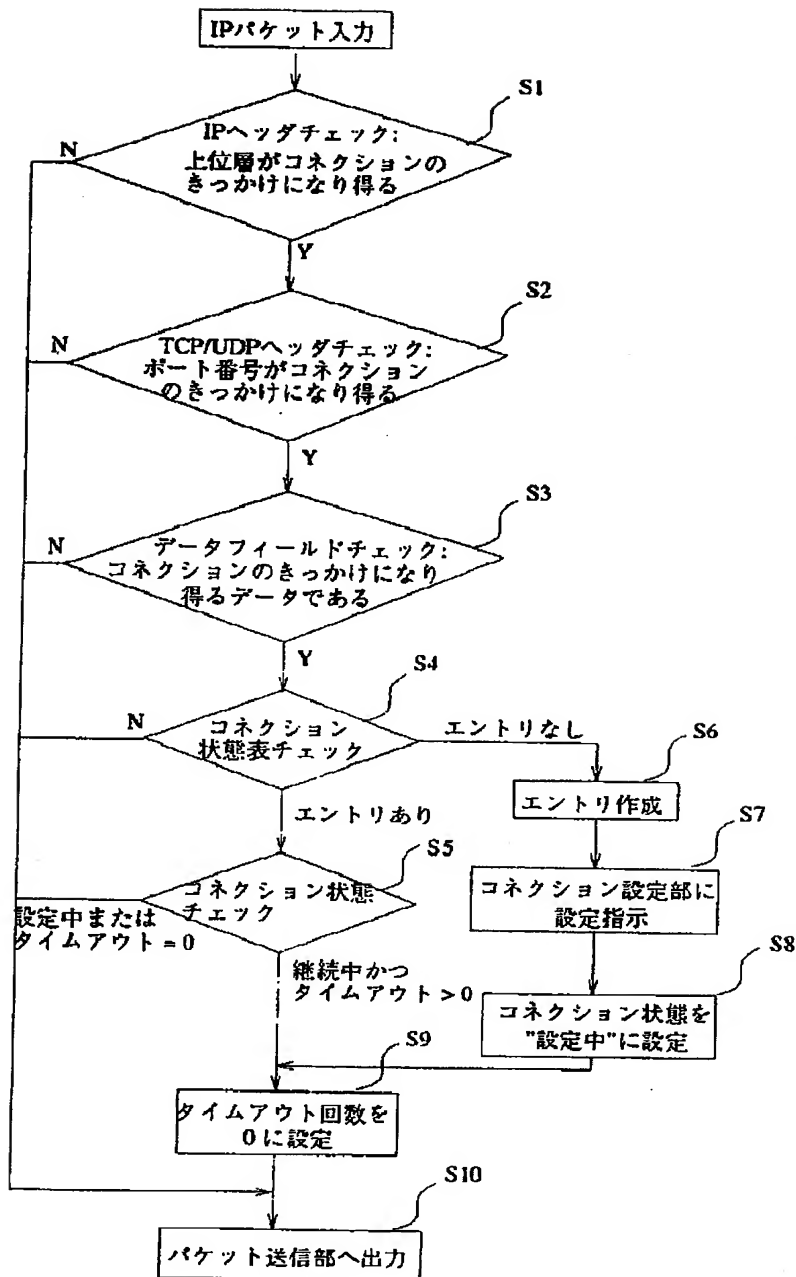 IPパケット入力
S1
IPヘッダチェック:
上位層がコネクションの
きっかけになり得る
N
Y
S2
TCP/UDPヘッダチェック:
ポート番号がコネクション
のきっかけになり得る
N
Y
S3
データフィールドチェック:
コネクションのきっかけになり
得るデータである
N
Y
S4
コネクション
状態表チェック
N
エントリなし
S6
エントリ作成
エントリあり
S7
コネクション設定部に
設定指示
S5
コネクション状態
チェック
設定中または
タイムアウト=0
継続中かつ
タイムアウト>0
S8
コネクション状態を
"設定中"に設定
S9
タイムアウト回数を
0に設定
S10
パケット送信部へ出力